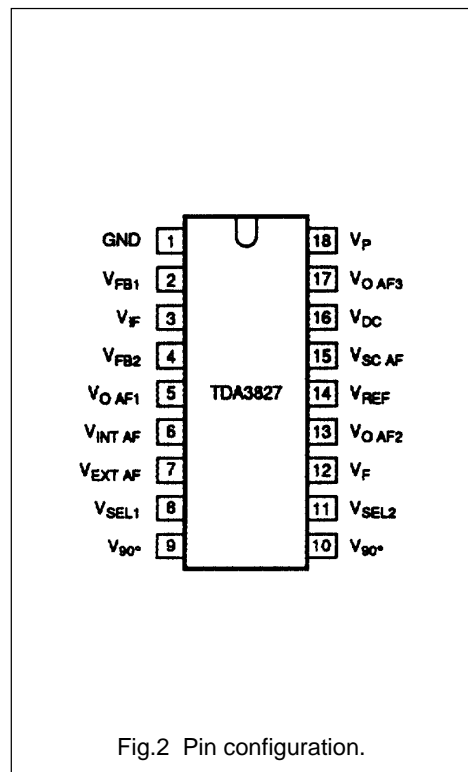 GND 1 18 VP
VFB1 2 17 VO AF3
VIF 3 16 VDC
VFB2 4 15 VSC AF
VO AF1 5 TDA3827 14 VREF
VINT AF 6 13 VO AF2
VEXT AF 7 12 VF
VSEL1 8 11 VSEL2
V90° 9 10 V90°
Fig.2 Pin configuration.